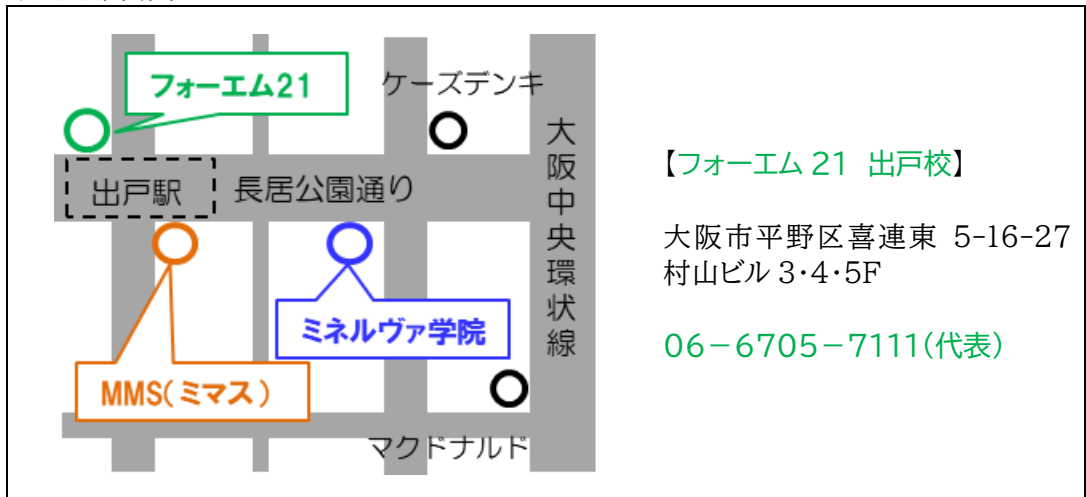 フォーエム21
ケーズデンキ
大阪中央環状線
出戸駅
長居公園通り
ミネルヴァ学院
MMS(ミマス)
マクドナルド
【フォーエム 21 出戸校】
大阪市平野区喜連東 5-16-27
村山ビル 3・4・5F
06-6705-7111(代表)